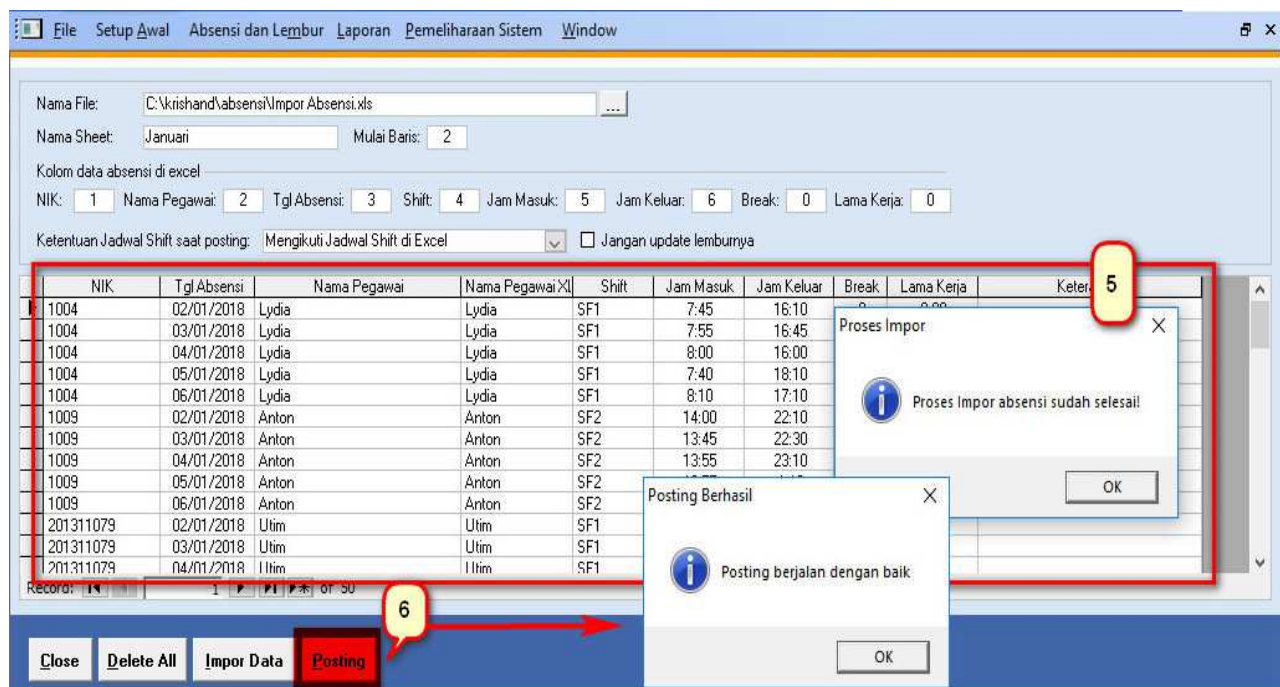 File Setup Awal Absensi dan Lembur Laporan Pemeliharaan Sistem Window
Nama File: C:\krishand\absensi\Impor Absensi.xls ...
Nama Sheet: Januari Mulai Baris: 2
Kolom data absensi di excel
NIK: 1 Nama Pegawai: 2 Tgl Absensi: 3 Shift: 4 Jam Masuk: 5 Jam Keluar: 6 Break: 0 Lama Kerja: 0
Ketentuan Jadwal Shift saat posting: Mengikuti Jadwal Shift di Excel Jangan update lemburnya
5
NIK Tgl Absensi Nama Pegawai Nama Pegawai XL Shift Jam Masuk Jam Keluar Break Lama Kerja
1004 02/01/2018 Lydia Lydia SF1 7:45 16:10
1004 03/01/2018 Lydia Lydia SF1 7:55 16:45
1004 04/01/2018 Lydia Lydia SF1 8:00 16:00
1004 05/01/2018 Lydia Lydia SF1 7:40 18:10
1004 06/01/2018 Lydia Lydia SF1 8:10 17:10
1009 02/01/2018 Anton Anton SF2 14:00 22:10
1009 03/01/2018 Anton Anton SF2 13:45 22:30
1009 04/01/2018 Anton Anton SF2 13:55 23:10
1009 05/01/2018 Anton Anton SF2
1009 06/01/2018 Anton Anton SF2
201311079 02/01/2018 Utim Utim SF1
201311079 03/01/2018 Utim Utim SF1
201311079 04/01/2018 Utim Utim SF1
Proses Impor
Proses Impor absensi sudah selesai!
OK
Posting Berhasil
Posting berjalan dengan baik
OK
Record: 1 of 50
6
Close Delete All Impor Data Posting